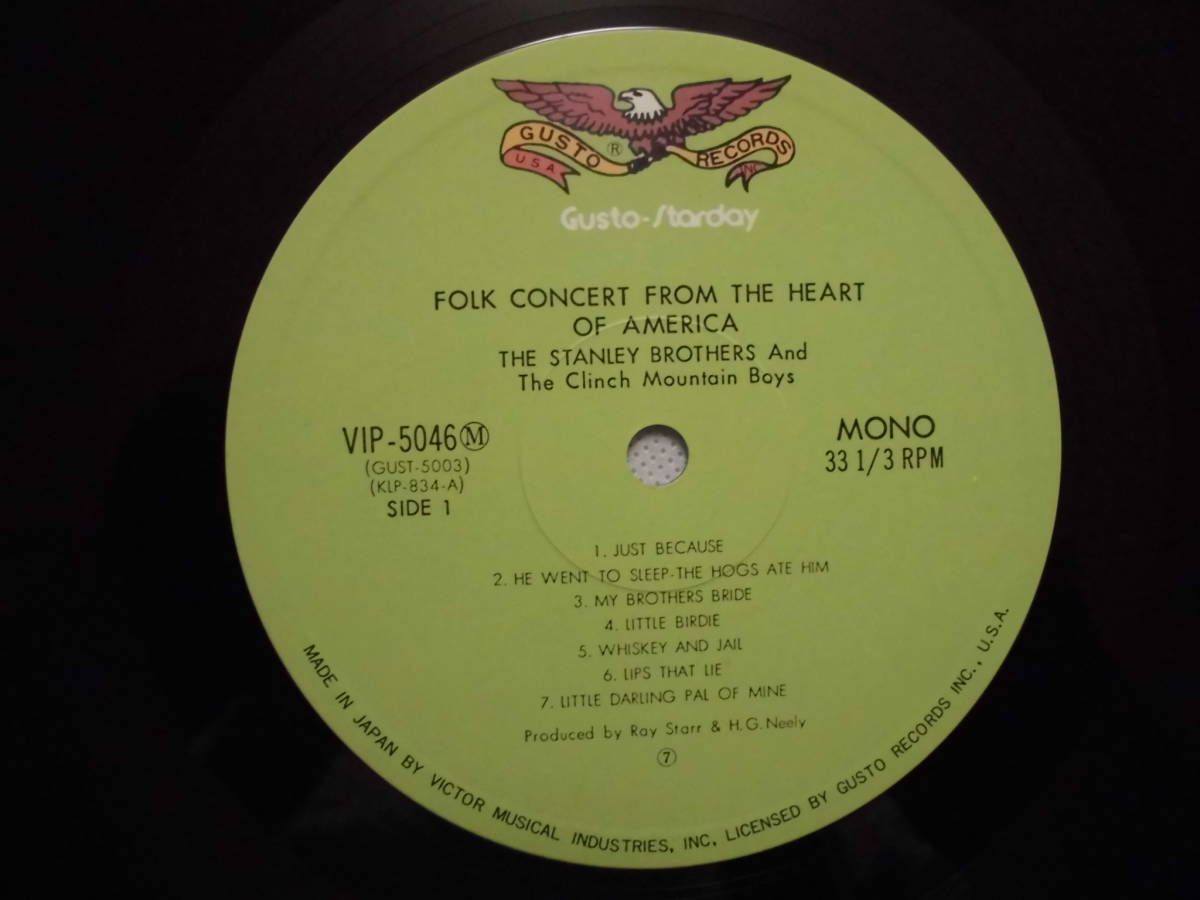 GUSTO ® RECORDS
U S A INC
Gusto-Starday
FOLK CONCERT FROM THE HEART
OF AMERICA
THE STANLEY BROTHERS And
The Clinch Mountain Boys
VIP-5046Ⓜ
(GUST-5003)
(KLP-834-A)
SIDE 1
MONO
33 1/3 RPM
1. JUST BECAUSE
2. HE WENT TO SLEEP-THE HOGS ATE HIM
3. MY BROTHERS BRIDE
4. LITTLE BIRDIE
5. WHISKEY AND JAIL
6. LIPS THAT LIE
7. LITTLE DARLING PAL OF MINE
Produced by Ray Starr & H.G. Neely
⑦
MADE IN JAPAN BY VICTOR MUSICAL INDUSTRIES, INC, LICENSED BY GUSTO RECORDS INC., U.S.A.